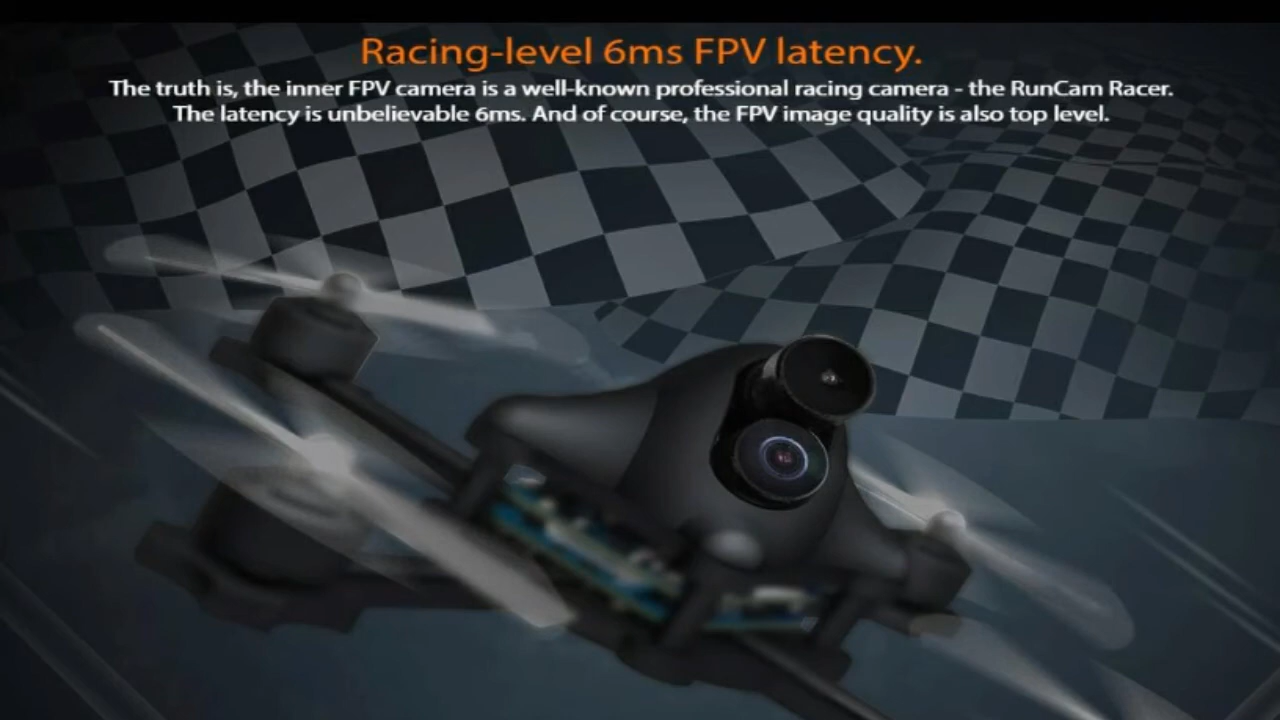 Racing-level 6ms FPV latency.
The truth is, the inner FPV camera is a well-known professional racing camera - the RunCam Racer.
The latency is unbelievable 6ms. And of course, the FPV image quality is also top level.